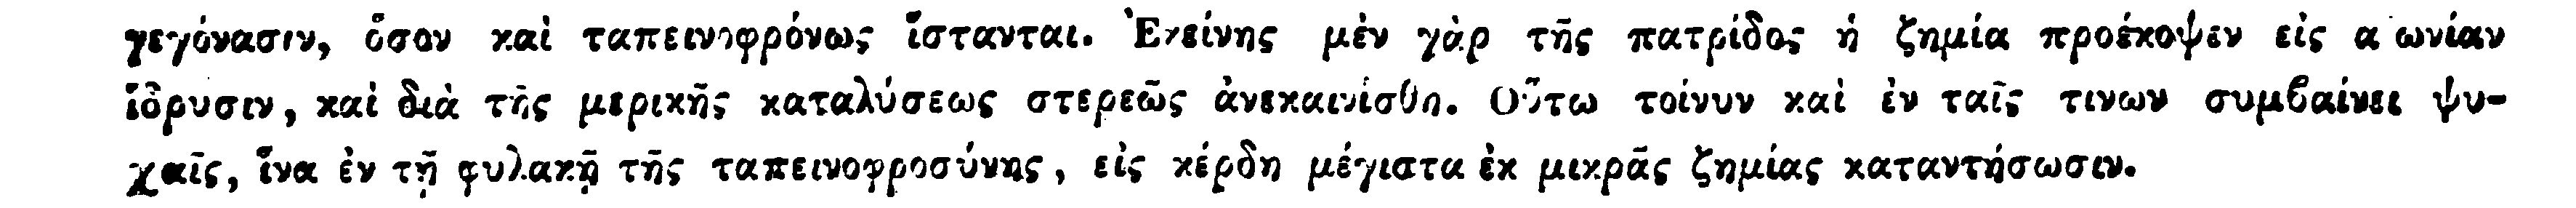 γεγόνασιν, ὅσον καὶ ταπεινοφρόνως ἵστανται. Ἐκείνης μὲν γὰρ τῆς πατρίδος ἡ ζημία προέκοψεν εἰς αἰωνίαν
ἵδρυσιν, καὶ διὰ τῆς μερικῆς καταλύσεως στερεῶς ἀνεκαινίσθη. Οὕτω τοίνυν καὶ ἐν ταῖς τινων συμβαίνει ψυ-
χαῖς, ἵνα ἐν τῇ φυλακῇ τῆς ταπεινοφροσύνης, εἰς κέρδη μέγιστα ἐκ μικρᾶς ζημίας καταντήσωσιν.